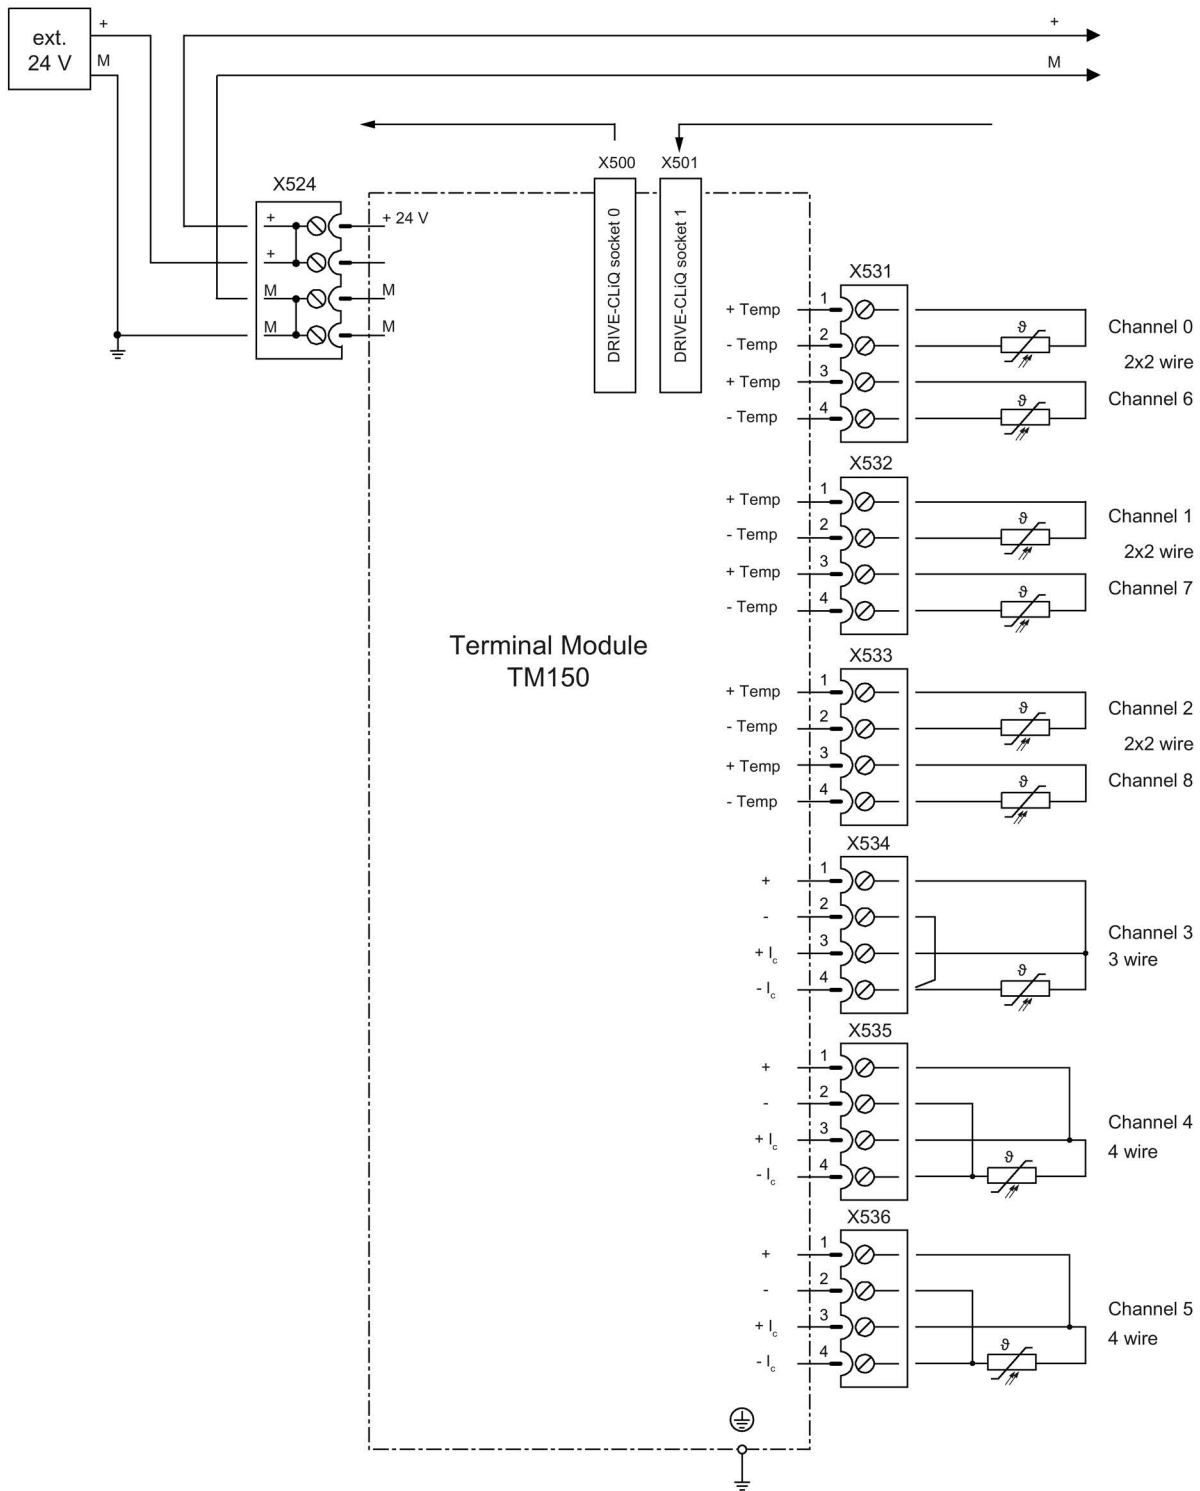 +
+
ext.
24 V
M
M
X500
X501
X524
DRIVE-CLiQ socket 0
DRIVE-CLiQ socket 1
+
+ 24 V
+
M
M
M
M
X531
+ Temp
1
- Temp
2
+ Temp
3
- Temp
4
ϑ
Channel 0
2x2 wire
ϑ
Channel 6
X532
+ Temp
1
- Temp
2
+ Temp
3
- Temp
4
ϑ
Channel 1
2x2 wire
ϑ
Channel 7
Terminal Module
TM150
X533
+ Temp
1
- Temp
2
+ Temp
3
- Temp
4
ϑ
Channel 2
2x2 wire
ϑ
Channel 8
X534
+
1
-
2
+ Ic
3
- Ic
4
ϑ
Channel 3
3 wire
X535
+
1
-
2
+ Ic
3
- Ic
4
ϑ
Channel 4
4 wire
X536
+
1
-
2
+ Ic
3
- Ic
4
ϑ
Channel 5
4 wire